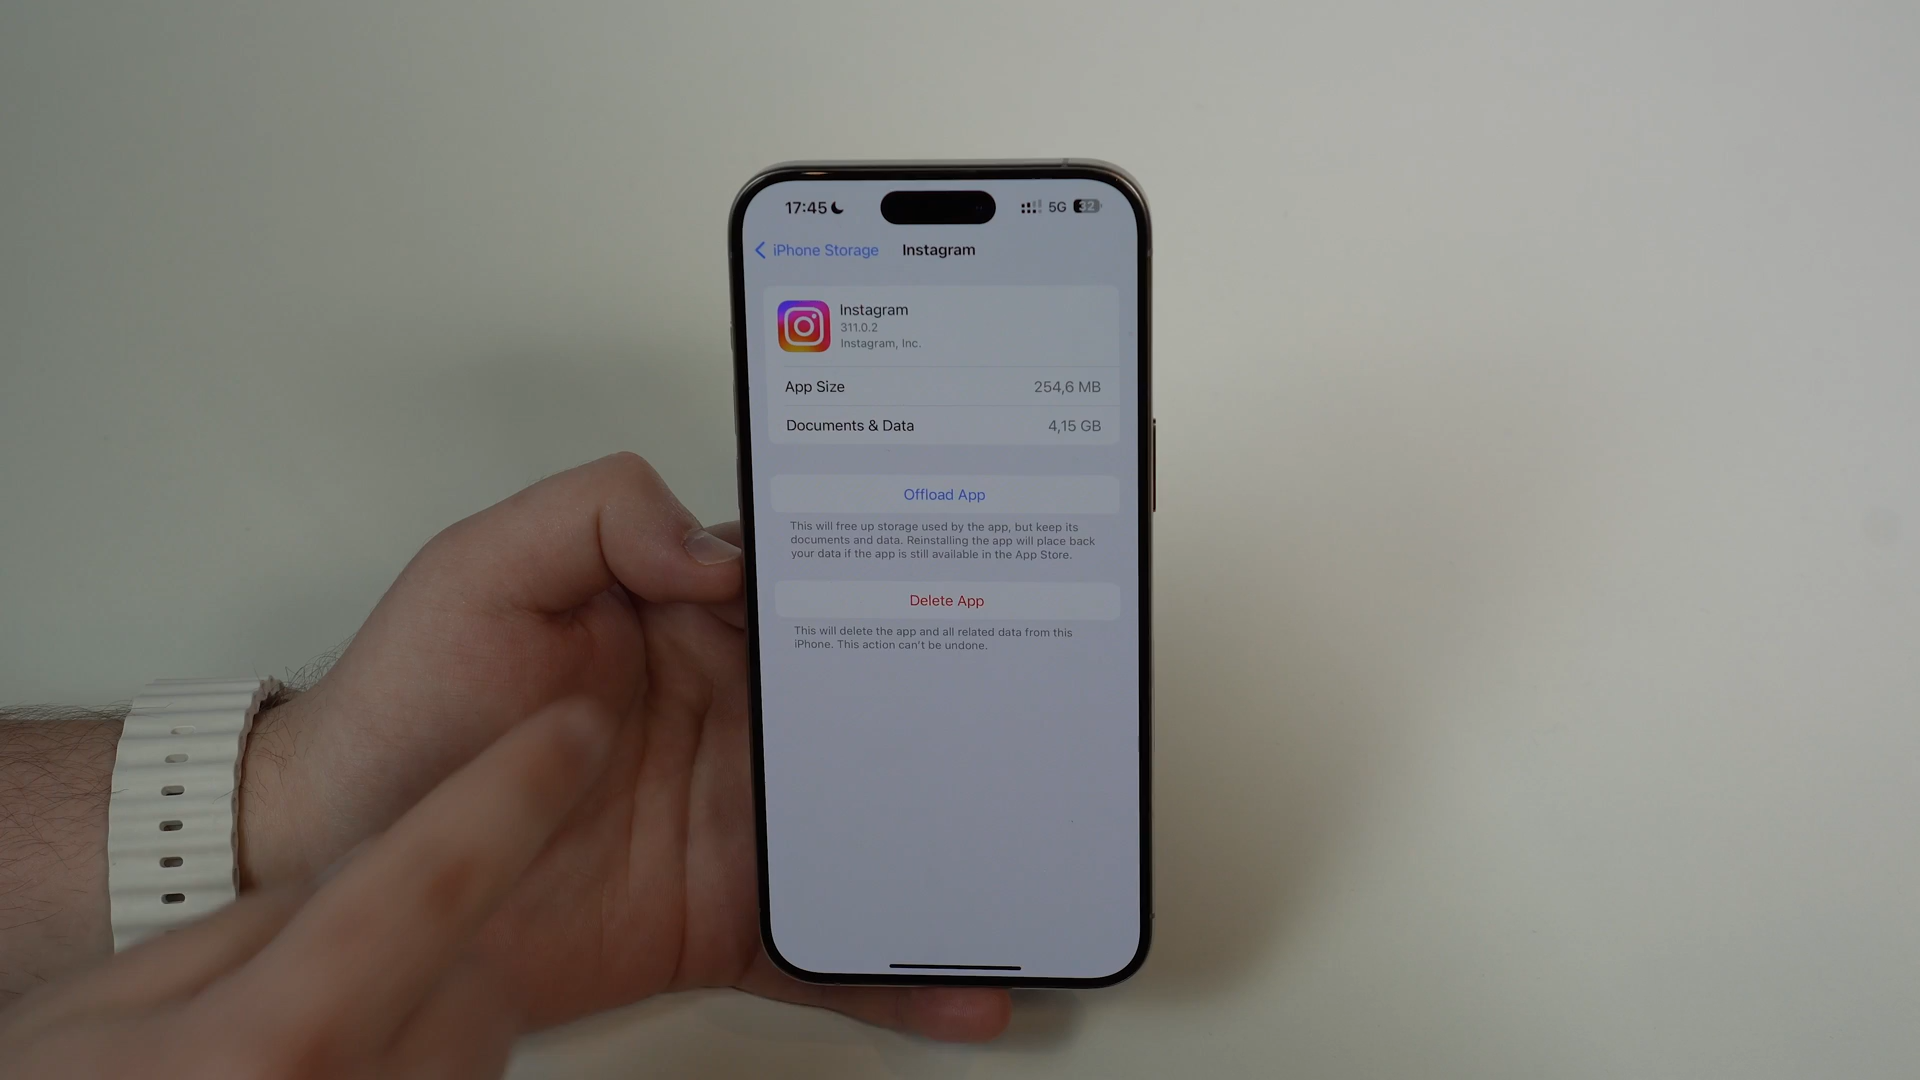 17:45 5G 32
iPhone Storage Instagram
Instagram
311.0.2
Instagram, Inc.
App Size 254,6 MB
Documents & Data 4,15 GB
Offload App
This will free up storage used by the app, but keep its
documents and data. Reinstalling the app will place back
your data if the app is still available in the App Store.
Delete App
This will delete the app and all related data from this
iPhone. This action can't be undone.